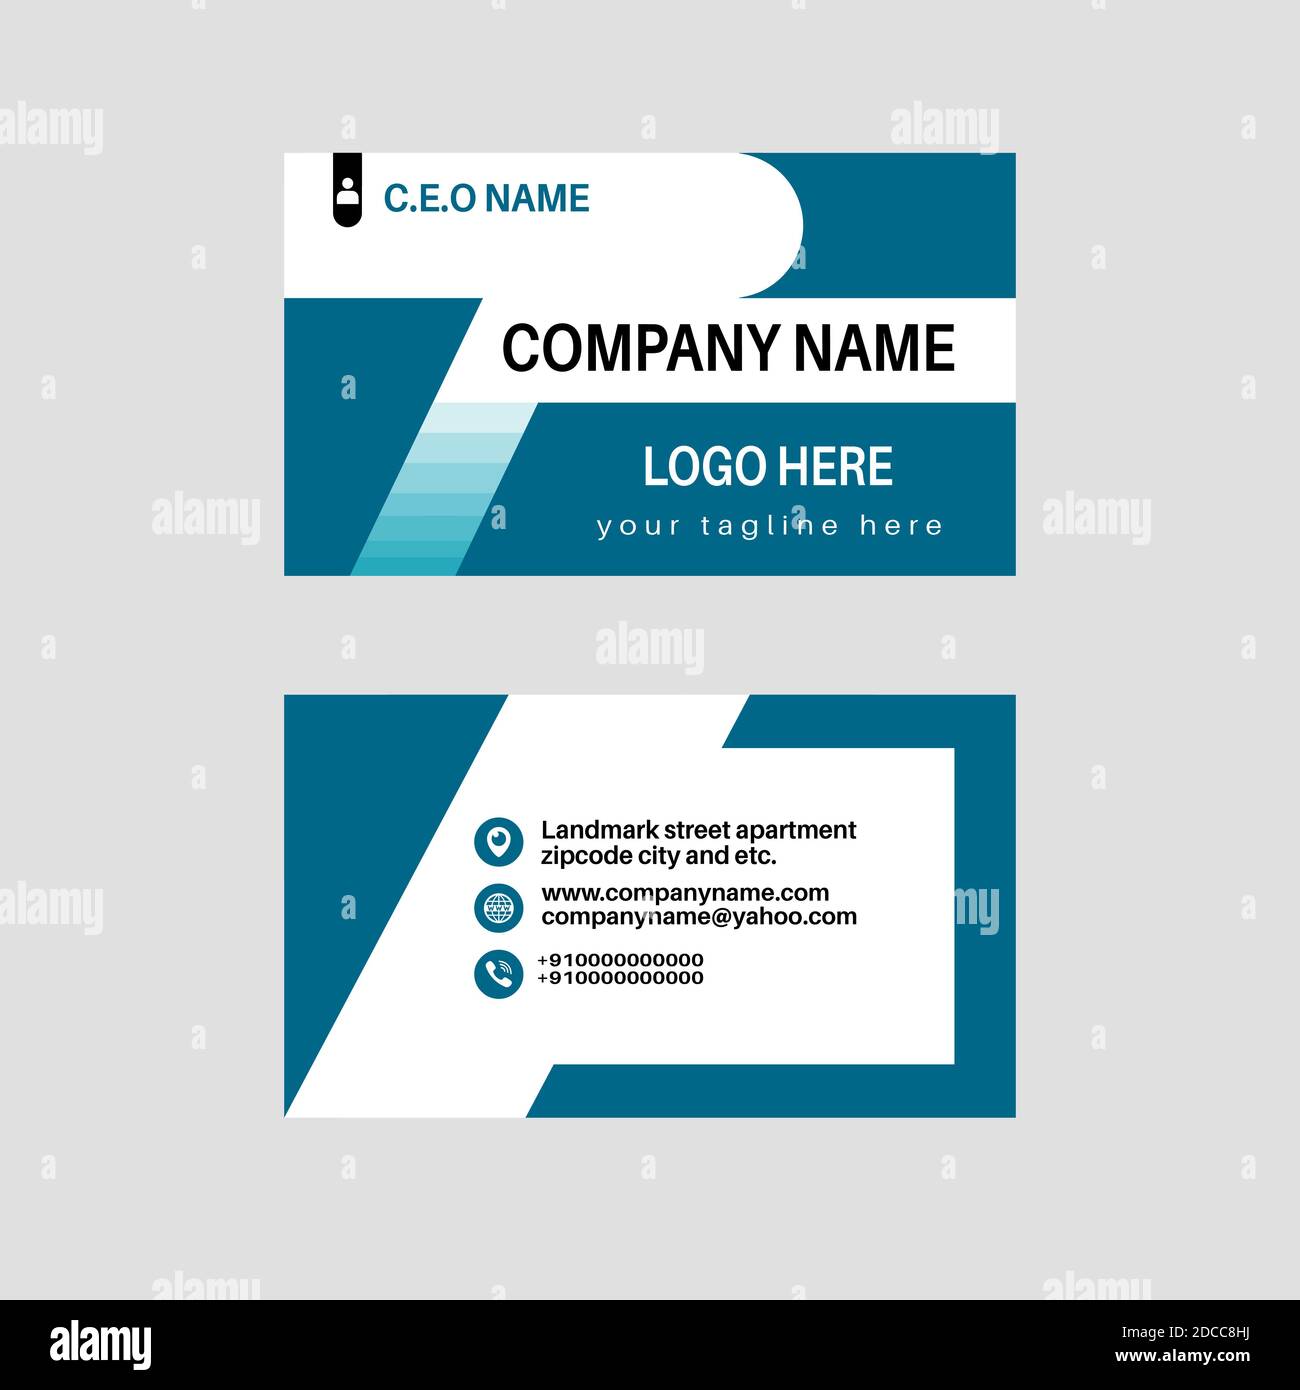 C.E.O NAME
COMPANY NAME
LOGO HERE
your tagline here
Landmark street apartment
zipcode city and etc.
www.companyname.com
companyname@yahoo.com
+910000000000
+910000000000
alamy
Image ID: 2DCC8HJ
www.alamy.com